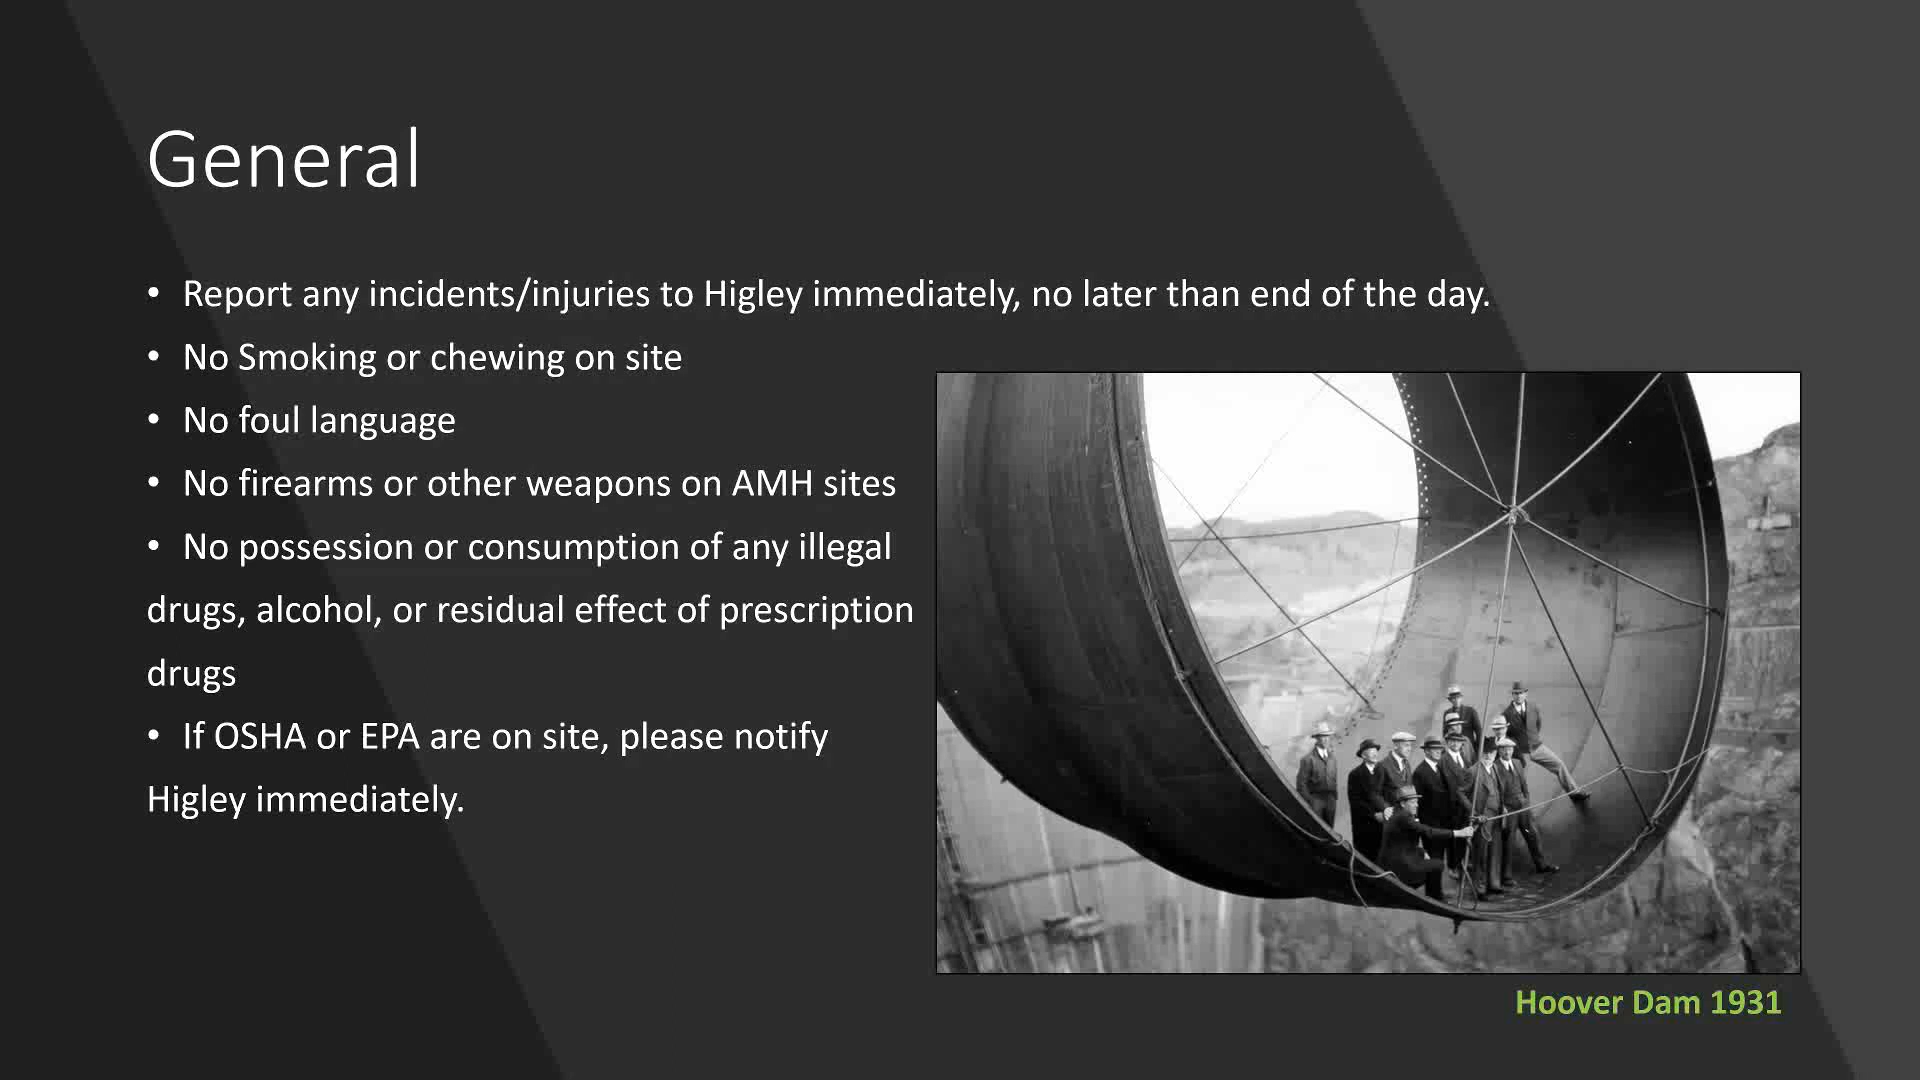 General
• Report any incidents/injuries to Higley immediately, no later than end of the day.
• No Smoking or chewing on site
• No foul language
• No firearms or other weapons on AMH sites
• No possession or consumption of any illegal
drugs, alcohol, or residual effect of prescription
drugs
• If OSHA or EPA are on site, please notify
Higley immediately.
Hoover Dam 1931